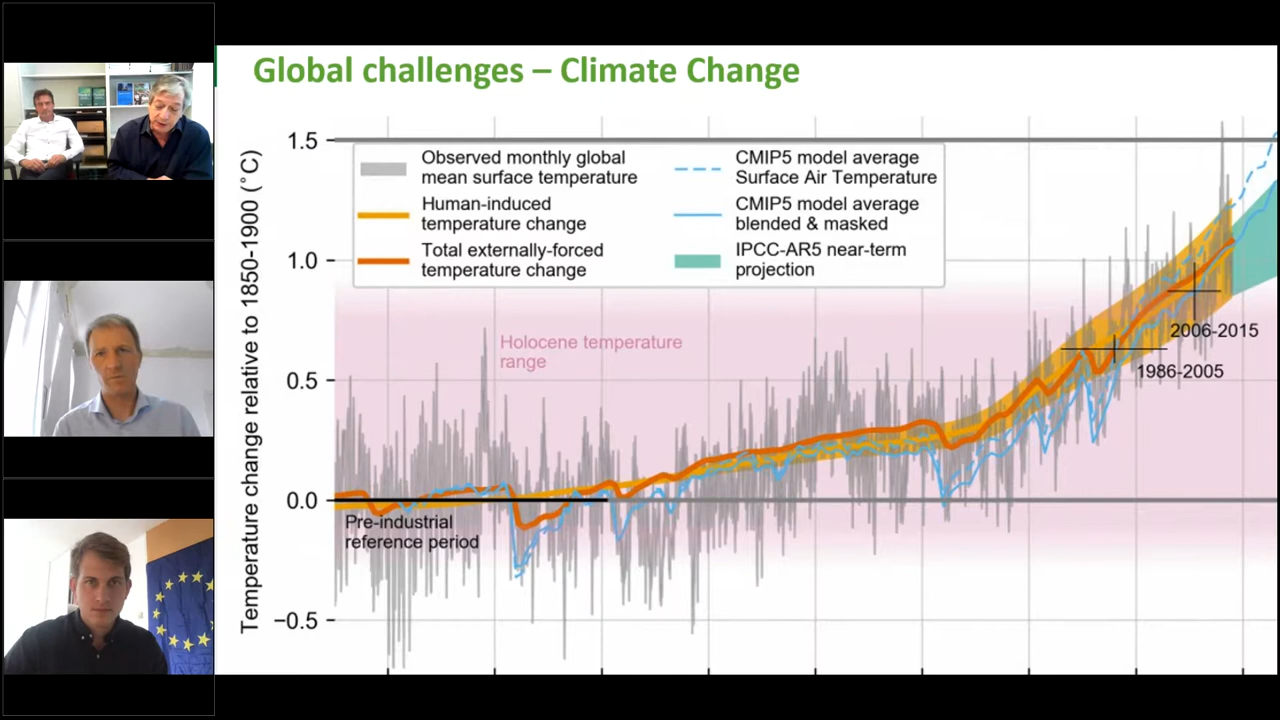 Global challenges – Climate Change
Temperature change relative to 1850-1900 (°C)
1.5
1.0
0.5
0.0
−0.5
Observed monthly global
mean surface temperature
Human-induced
temperature change
Total externally-forced
temperature change
CMIP5 model average
Surface Air Temperature
CMIP5 model average
blended & masked
IPCC-AR5 near-term
projection
Holocene temperature
range
2006-2015
1986-2005
Pre-industrial
reference period